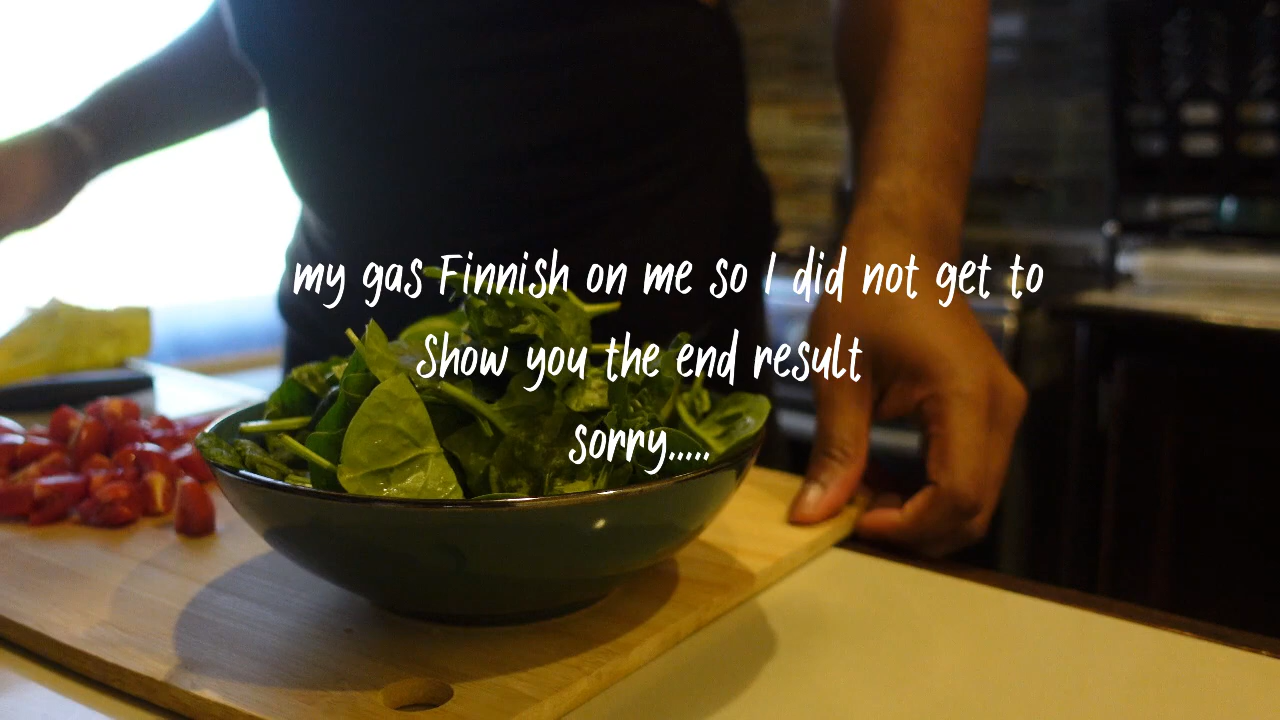 my gas Finnish on me so I did not get to
Show you the end result
sorry.....